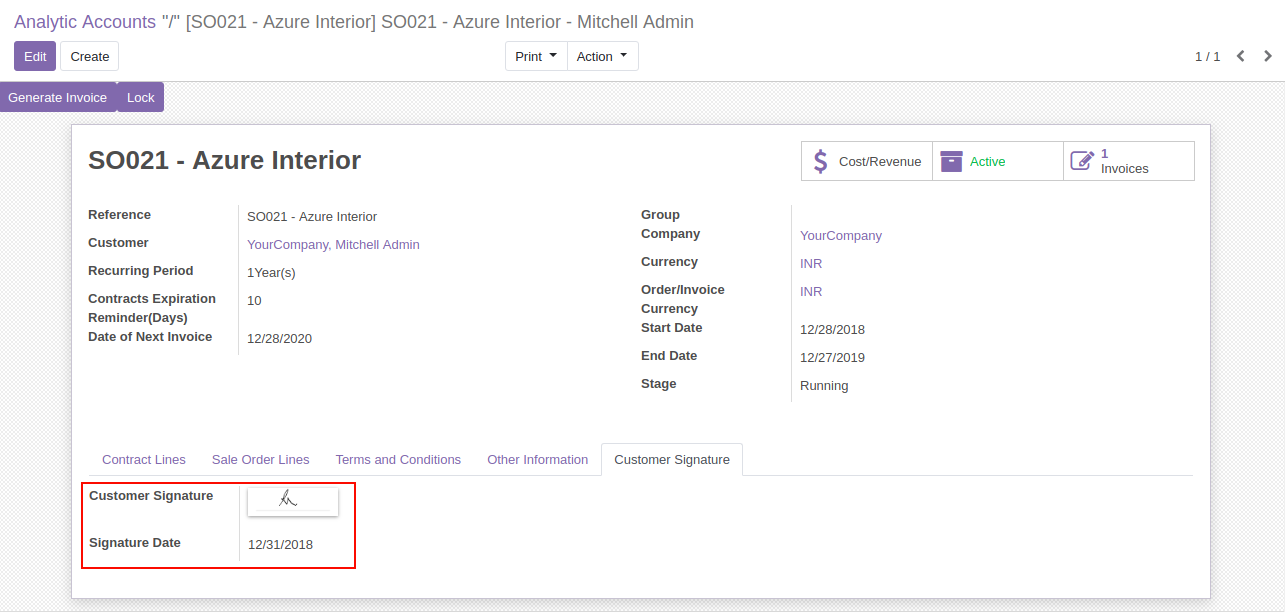 Analytic Accounts "/" [SO021 - Azure Interior] SO021 - Azure Interior - Mitchell Admin
Edit Create Print Action 1 / 1
Generate Invoice Lock
SO021 - Azure Interior
Cost/Revenue
Active
1
Invoices
Reference SO021 - Azure Interior
Customer YourCompany, Mitchell Admin
Recurring Period 1Year(s)
Contracts Expiration 10
Reminder(Days)
Date of Next Invoice 12/28/2020
Group
Company YourCompany
Currency INR
Order/Invoice INR
Currency
Start Date 12/28/2018
End Date 12/27/2019
Stage Running
Contract Lines Sale Order Lines Terms and Conditions Other Information Customer Signature
Customer Signature
Signature Date 12/31/2018